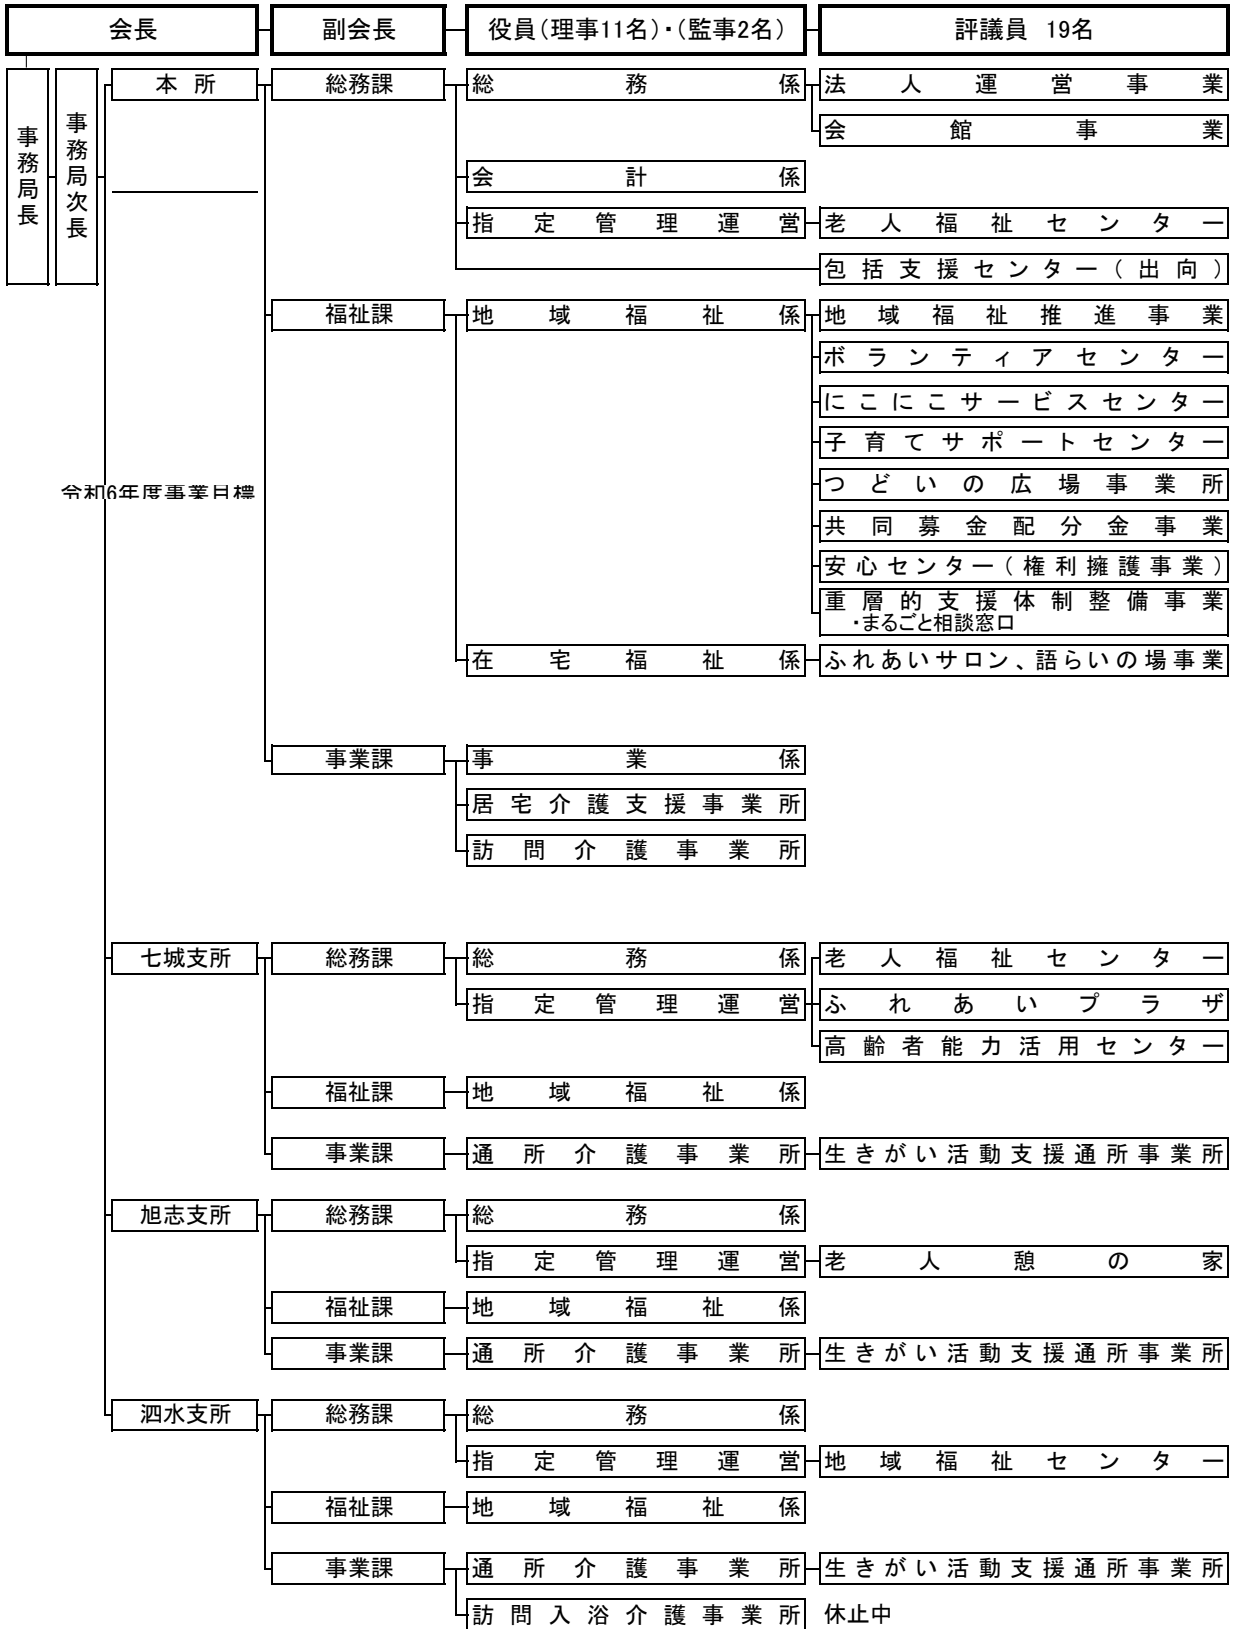 会長 副会長 役員(理事11名)・(監事2名) 評議員 19名
事務局長
事務局次長
本所 総務課 総務係 法人運営事業
会館事業
会計係
指定管理運営 老人福祉センター
包括支援センター(出向)
福祉課 地域福祉係 地域福祉推進事業
ボランティアセンター
にこにこサービスセンター
子育てサポートセンター
令和6年度事業目標 つどいの広場事業所
共同募金配分金事業
安心センター(権利擁護事業)
重層的支援体制整備事業
・まるごと相談窓口
在宅福祉係 ふれあいサロン、語らいの場事業
事業課 事業係
居宅介護支援事業所
訪問介護事業所
七城支所 総務課 総務係 老人福祉センター
指定管理運営 ふれあいプラザ
高齢者能力活用センター
福祉課 地域福祉係
事業課 通所介護事業所 生きがい活動支援通所事業所
旭志支所 総務課 総務係
指定管理運営 老人憩の家
福祉課 地域福祉係
事業課 通所介護事業所 生きがい活動支援通所事業所
泗水支所 総務課 総務係
指定管理運営 地域福祉センター
福祉課 地域福祉係
事業課 通所介護事業所 生きがい活動支援通所事業所
訪問入浴介護事業所 休止中